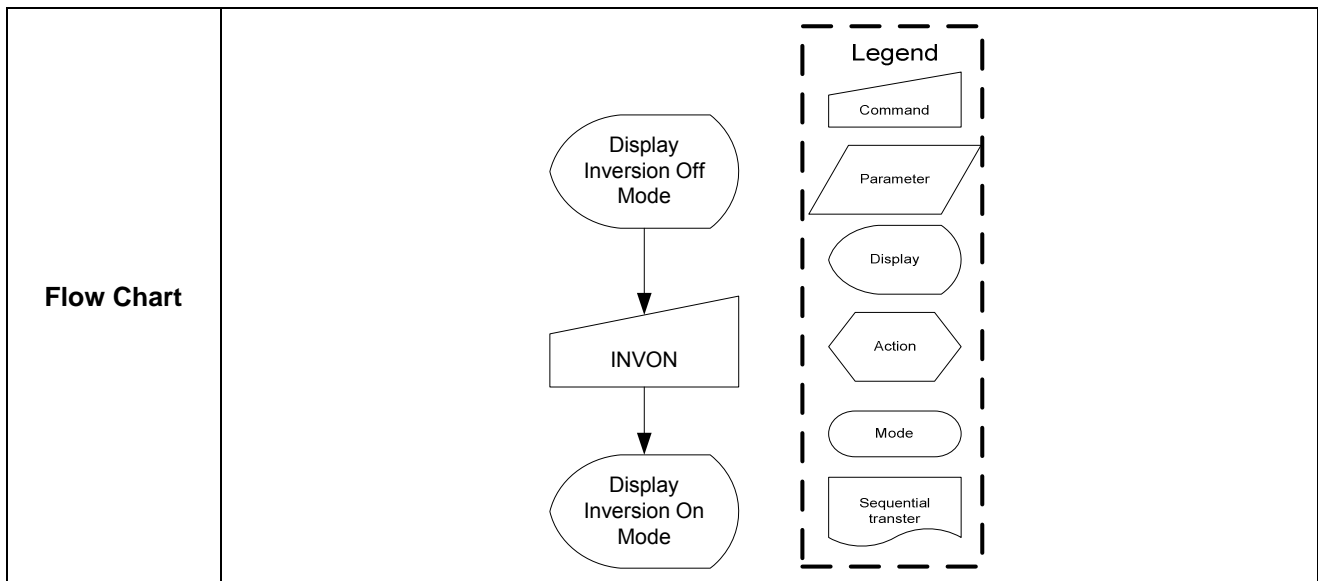 Flow Chart
Display
Inversion Off
Mode
INVON
Display
Inversion On
Mode
Legend
Command
Parameter
Display
Action
Mode
Sequential
transter